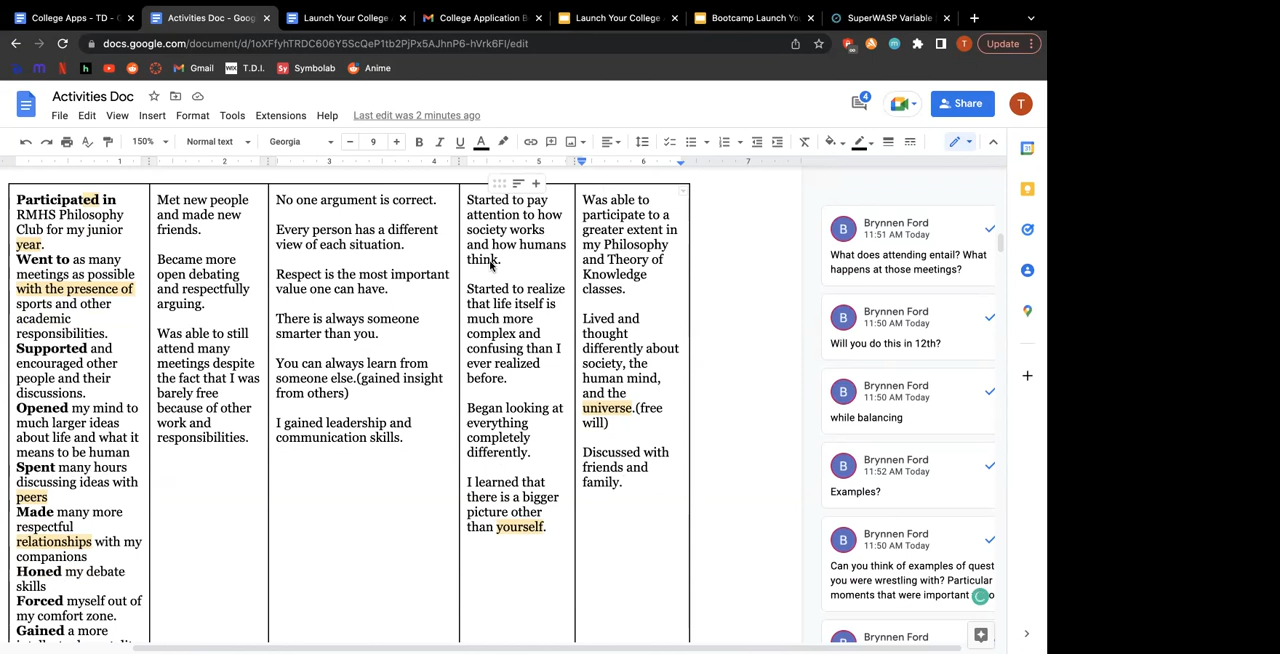 College Apps - TD - G
Activities Doc - Goog
Launch Your College
College Application B
Launch Your College
Bootcamp Launch You
SuperWASP Variable
docs.google.com/document/d/1oXFfyhTRDC606Y5ScQeP1tb2PjPx5AJhnP6-hVrk6FI/edit
Update
Gmail
T.D.I.
Symbolab
Anime
Activities Doc
File Edit View Insert Format Tools Extensions Help Last edit was 2 minutes ago
4
Share
T
150% Normal text Georgia 9
1 2 3 4 5 6 7
Participated in
RMHS Philosophy
Club for my junior
year.
Went to as many
meetings as possible
with the presence of
sports and other
academic
responsibilities.
Supported and
encouraged other
people and their
discussions.
Opened my mind to
much larger ideas
about life and what it
means to be human
Spent many hours
discussing ideas with
peers
Made many more
respectful
relationships with my
companions
Honed my debate
skills
Forced myself out of
my comfort zone.
Gained a more
Met new people
and made new
friends.
Became more
open debating
and respectfully
arguing.
Was able to still
attend many
meetings despite
the fact that I was
barely free
because of other
work and
responsibilities.
No one argument is correct.
Every person has a different
view of each situation.
Respect is the most important
value one can have.
There is always someone
smarter than you.
You can always learn from
someone else.(gained insight
from others)
I gained leadership and
communication skills.
Started to pay
attention to how
society works
and how humans
think.
Started to realize
that life itself is
much more
complex and
confusing than I
ever realized
before.
Began looking at
everything
completely
differently.
I learned that
there is a bigger
picture other
than yourself.
Was able to
participate to a
greater extent in
my Philosophy
and Theory of
Knowledge
classes.
Lived and
thought
differently about
society, the
human mind,
and the
universe.(free
will)
Discussed with
friends and
family.
B
Brynnen Ford
11:51 AM Today
What does attending entail? What
happens at those meetings?
B
Brynnen Ford
11:50 AM Today
Will you do this in 12th?
B
Brynnen Ford
11:50 AM Today
while balancing
B
Brynnen Ford
11:52 AM Today
Examples?
B
Brynnen Ford
11:50 AM Today
Can you think of examples of quest
you were wrestling with? Particular
moments that were important
B
Brynnen Ford